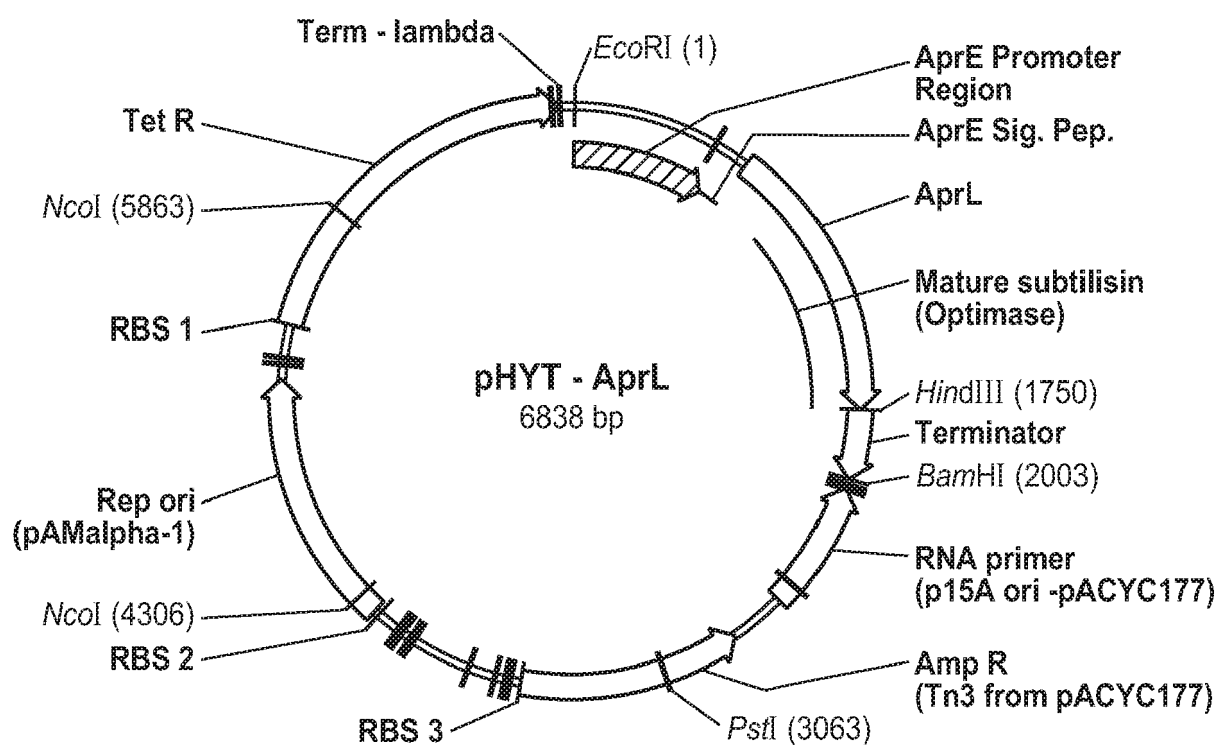 Term - lambda
EcoRI (1)
AprE Promoter
Region
AprE Sig. Pep.
AprL
Mature subtilisin
(Optimase)
HindIII (1750)
Terminator
BamHI (2003)
RNA primer
(p15A ori -pACYC177)
Amp R
(Tn3 from pACYC177)
PstI (3063)
RBS 3
RBS 2
NcoI (4306)
Rep ori
(pAMalpha-1)
RBS 1
NcoI (5863)
Tet R
pHYT - AprL
6838 bp